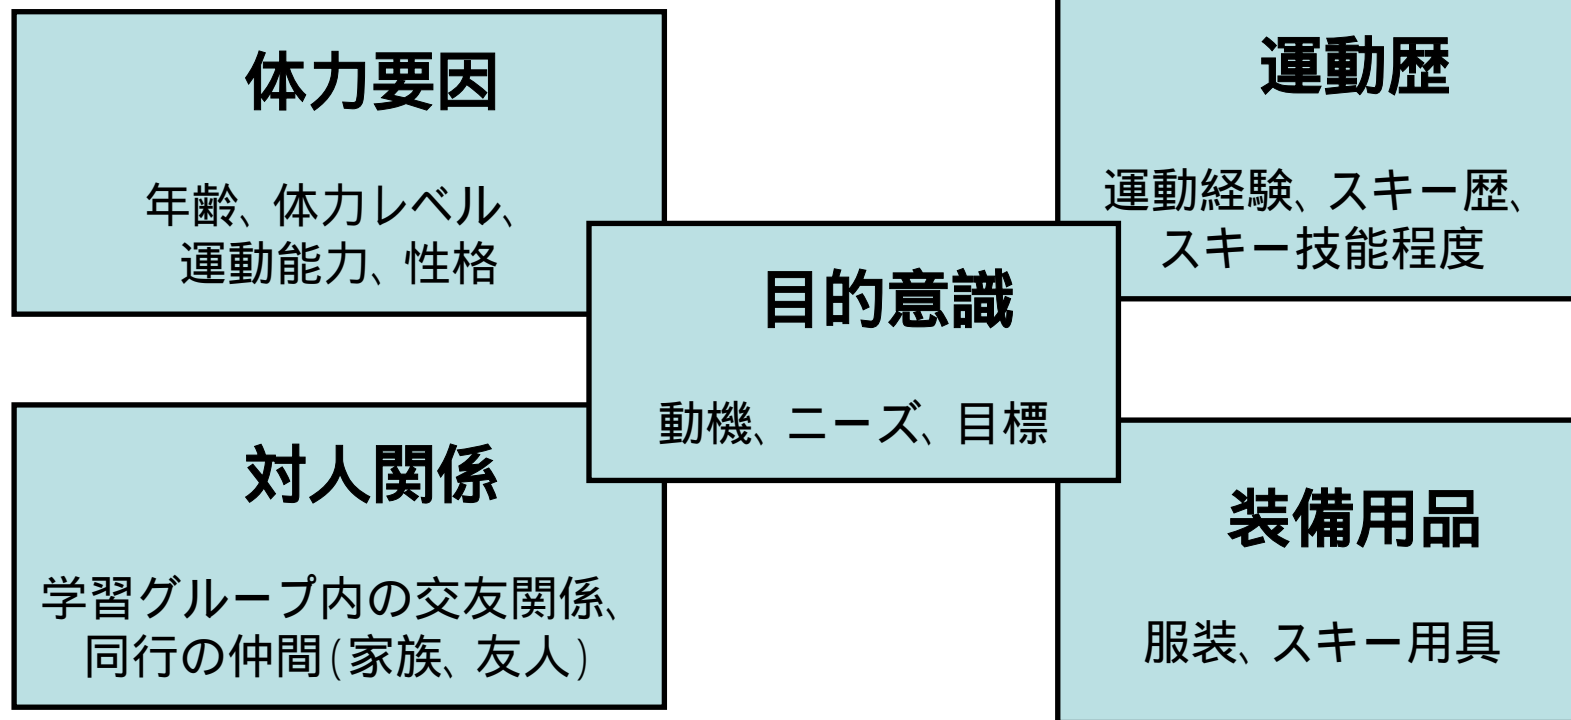 体力要因
年齢、体力レベル、
運動能力、性格
運動歴
運動経験、スキー歴、
スキー技能程度
目的意識
動機、ニーズ、目標
対人関係
学習グループ内の交友関係、
同行の仲間(家族、友人)
装備用品
服装、スキー用具